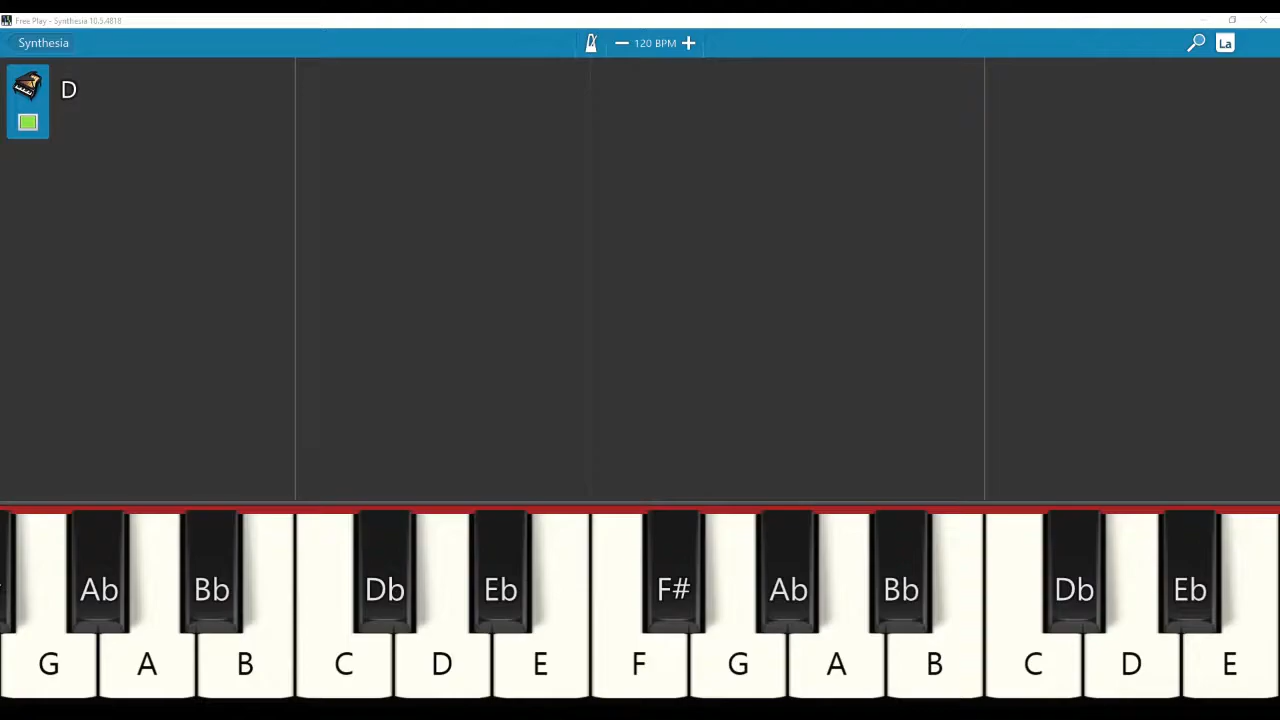 Free Play - Synthesia 10.5.4818
Synthesia
120 BPM
La
D
Ab Bb Db Eb F# Ab Bb Db Eb
G A B C D E F G A B C D E